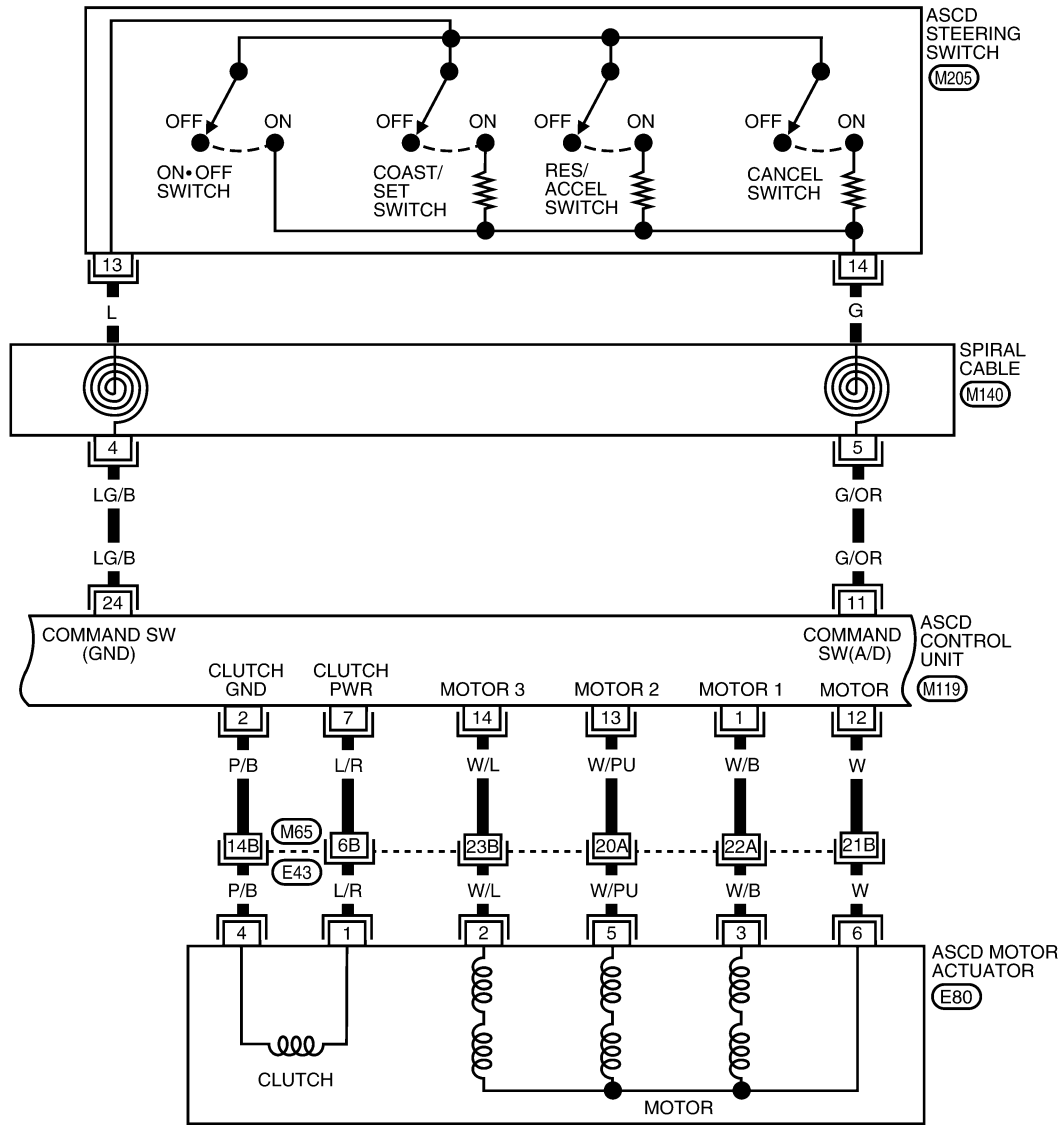 ASCD
STEERING
SWITCH
M205
OFF ON OFF ON OFF ON OFF ON
ON•OFF
SWITCH
COAST/
SET
SWITCH
RES/
ACCEL
SWITCH
CANCEL
SWITCH
13 14
L G
SPIRAL
CABLE
M140
4 5
LG/B G/OR
LG/B G/OR
24 11
COMMAND SW
(GND)
COMMAND
SW(A/D)
ASCD
CONTROL
UNIT
M119
CLUTCH
GND
CLUTCH
PWR
MOTOR 3 MOTOR 2 MOTOR 1 MOTOR
2 7 14 13 1 12
P/B L/R W/L W/PU W/B W
M65
14B 6B 23B 20A 22A 21B
E43
P/B L/R W/L W/PU W/B W
4 1 2 5 3 6
ASCD MOTOR
ACTUATOR
E80
CLUTCH
MOTOR